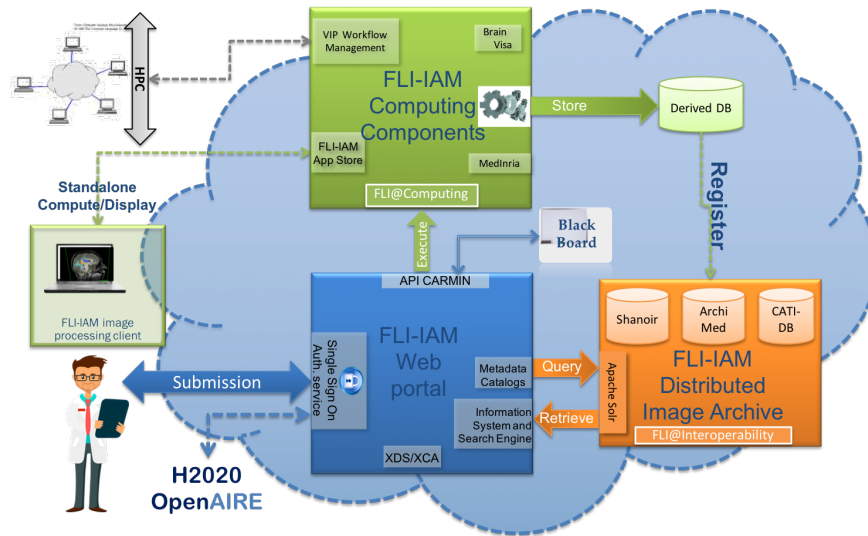 HPC
VIP Workflow
Management
Brain
Visa
FLI-IAM
Computing
Components
FLI-IAM
App Store
MedInria
FLI@Computing
Store
Derived DB
Register
Standalone
Compute/Display
FLI-IAM image
processing client
Execute
Black
Board
API CARMIN
FLI-IAM
Web
portal
Single Sign On
Auth. service
Submission
Metadata
Catalogs
Information
System and
Search Engine
XDS/XCA
Query
Retrieve
Shanoir
Archi
Med
CATI-
DB
Apache Solr
FLI-IAM
Distributed
Image Archive
FLI@Interoperability
H2020
OpenAIRE